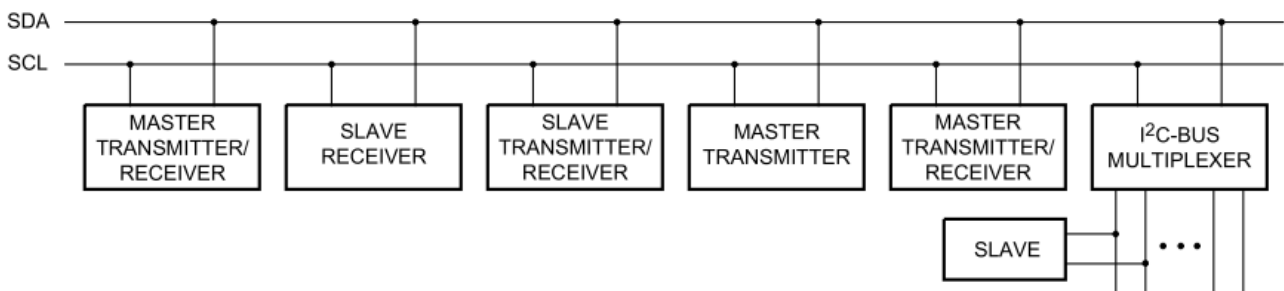 SDA
SCL
MASTER
TRANSMITTER/
RECEIVER
SLAVE
RECEIVER
SLAVE
TRANSMITTER/
RECEIVER
MASTER
TRANSMITTER
MASTER
TRANSMITTER/
RECEIVER
I²C-BUS
MULTIPLEXER
SLAVE